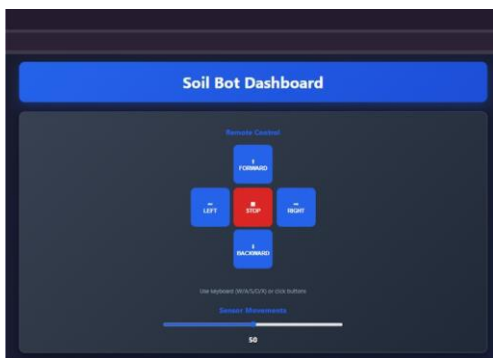 Soil Bot Dashboard
Remote Control
FORWARD
LEFT
STOP
RIGHT
BACKWARD
Use keyboard (W/A/S/D/X) or click buttons
Sensor Movements
50